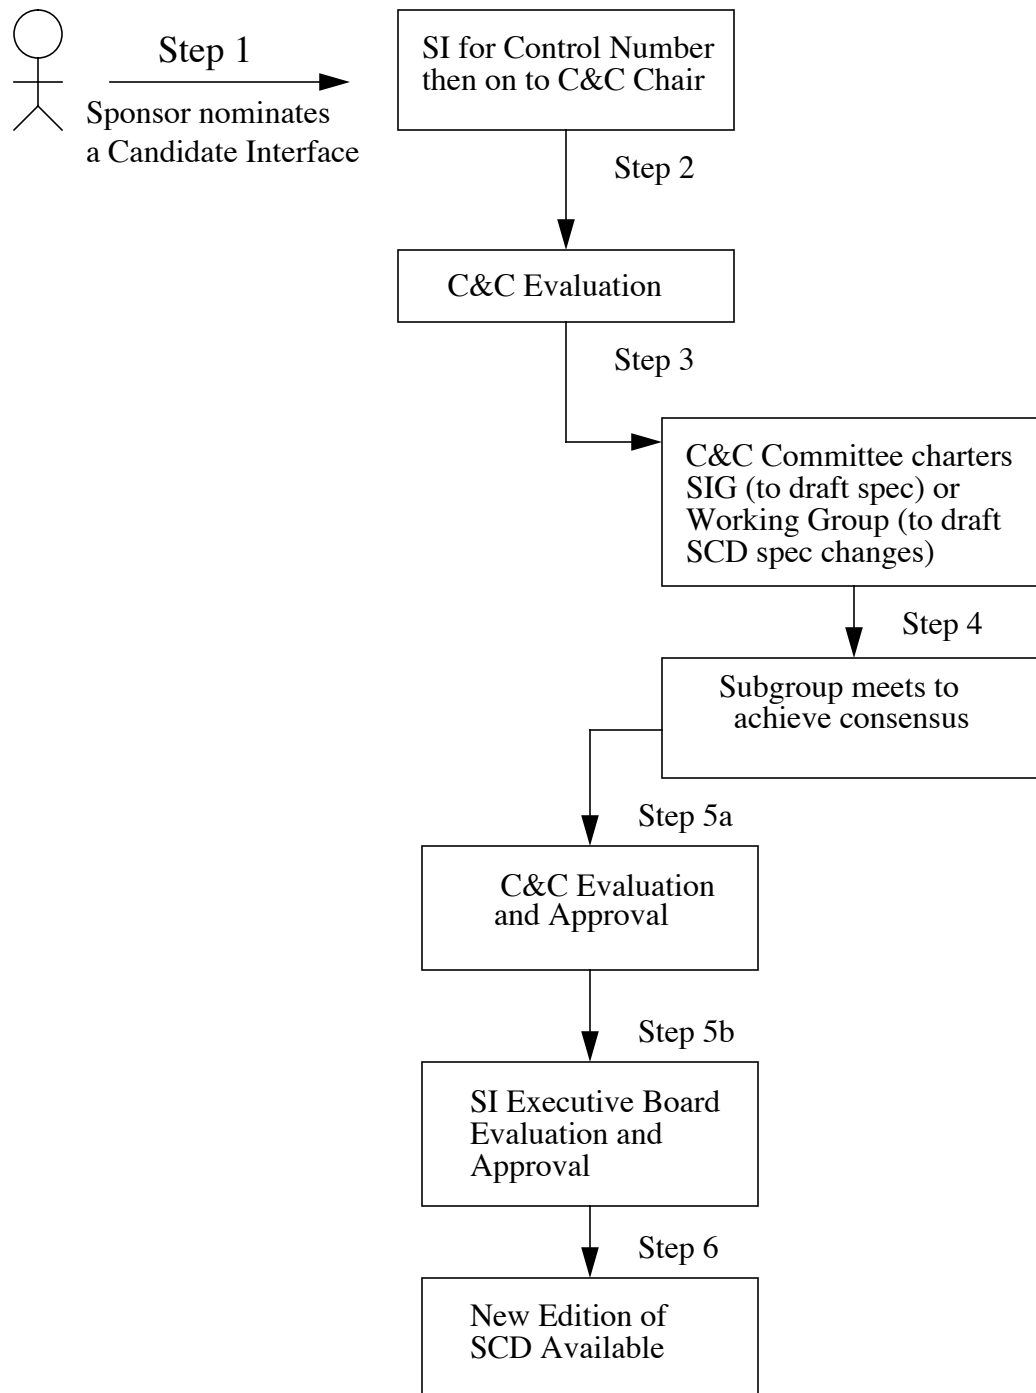 Step 1
Sponsor nominates
a Candidate Interface
SI for Control Number
then on to C&C Chair
Step 2
C&C Evaluation
Step 3
C&C Committee charters
SIG (to draft spec) or
Working Group (to draft
SCD spec changes)
Step 4
Subgroup meets to
achieve consensus
Step 5a
C&C Evaluation
and Approval
Step 5b
SI Executive Board
Evaluation and
Approval
Step 6
New Edition of
SCD Available